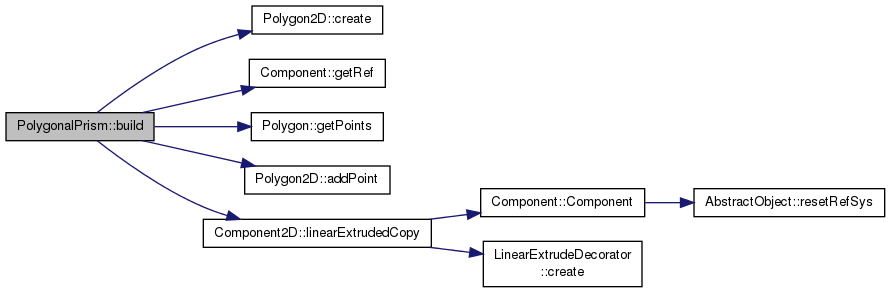 Polygon2D::create
Component::getRef
PolygonalPrism::build
Polygon::getPoints
Polygon2D::addPoint
Component2D::linearExtrudedCopy
Component::Component
AbstractObject::resetRefSys
LinearExtrudeDecorator
::create